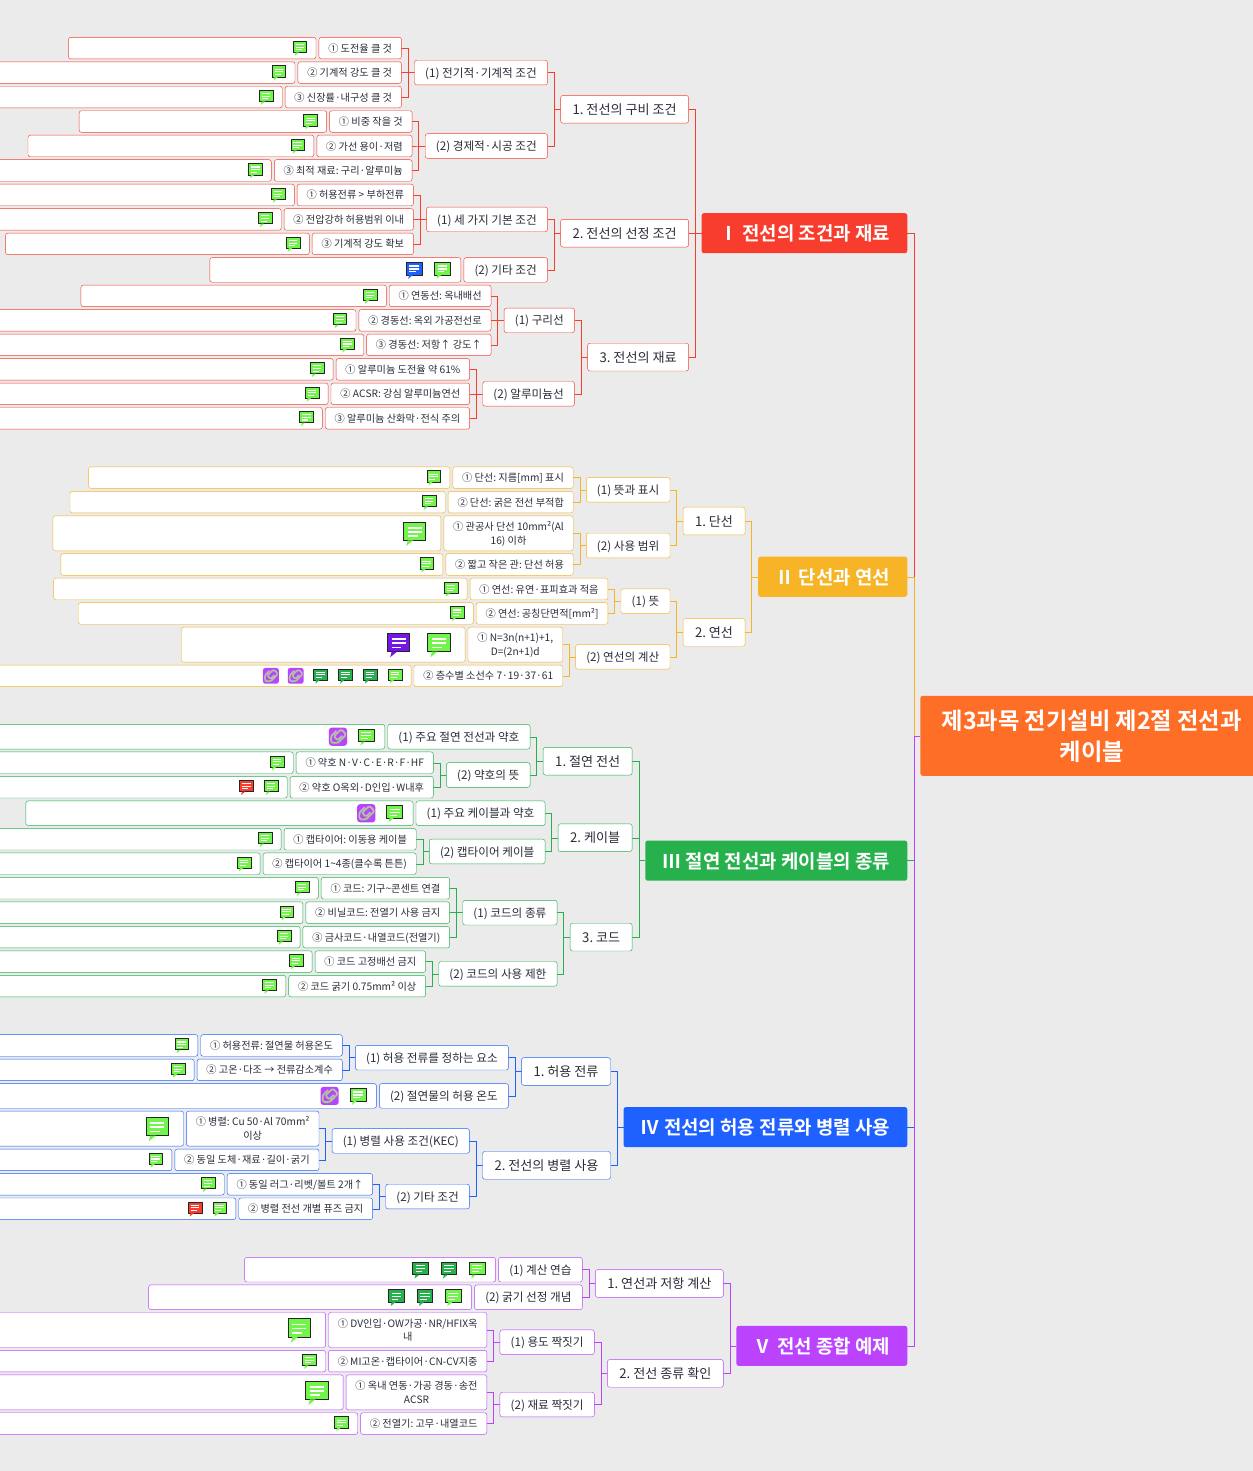 제3과목 전기설비 제2절 전선과
케이블
Ⅰ 전선의 조건과 재료
1. 전선의 구비 조건
(1) 전기적·기계적 조건
① 도전율 클 것
② 기계적 강도 클 것
③ 신장률·내구성 클 것
(2) 경제적·시공 조건
① 비중 작을 것
② 가선 용이·저렴
③ 최적 재료: 구리·알루미늄
2. 전선의 선정 조건
(1) 세 가지 기본 조건
① 허용전류 > 부하전류
② 전압강하 허용범위 이내
③ 기계적 강도 확보
(2) 기타 조건
3. 전선의 재료
(1) 구리선
① 연동선: 옥내배선
② 경동선: 옥외 가공전선로
③ 경동선: 저항↑ 강도↑
(2) 알루미늄선
① 알루미늄 도전율 약 61%
② ACSR: 강심 알루미늄연선
③ 알루미늄 산화막·전식 주의
Ⅱ 단선과 연선
1. 단선
(1) 뜻과 표시
① 단선: 지름[mm] 표시
② 단선: 굵은 전선 부적합
(2) 사용 범위
① 관공사 단선 10mm²(Al
16) 이하
② 짧고 작은 관: 단선 허용
2. 연선
(1) 뜻
① 연선: 유연·표피효과 적음
② 연선: 공칭단면적[mm²]
(2) 연선의 계산
① N=3n(n+1)+1,
D=(2n+1)d
② 층수별 소선수 7·19·37·61
Ⅲ 절연 전선과 케이블의 종류
1. 절연 전선
(1) 주요 절연 전선과 약호
(2) 약호의 뜻
① 약호 N·V·C·E·R·F·HF
② 약호 O옥외·D인입·W내후
2. 케이블
(1) 주요 케이블과 약호
(2) 캡타이어 케이블
① 캡타이어: 이동용 케이블
② 캡타이어 1~4종(클수록 튼튼)
3. 코드
(1) 코드의 종류
① 코드: 기구~콘센트 연결
② 비닐코드: 전열기 사용 금지
③ 금사코드·내열코드(전열기)
(2) 코드의 사용 제한
① 코드 고정배선 금지
② 코드 굵기 0.75mm² 이상
Ⅳ 전선의 허용 전류와 병렬 사용
1. 허용 전류
(1) 허용 전류를 정하는 요소
① 허용전류: 절연물 허용온도
② 고온·다조 → 전류감소계수
(2) 절연물의 허용 온도
2. 전선의 병렬 사용
(1) 병렬 사용 조건(KEC)
① 병렬: Cu 50·Al 70mm²
이상
② 동일 도체·재료·길이·굵기
(2) 기타 조건
① 동일 러그·리벳/볼트 2개↑
② 병렬 전선 개별 퓨즈 금지
Ⅴ 전선 종합 예제
1. 연선과 저항 계산
(1) 계산 연습
(2) 굵기 선정 개념
2. 전선 종류 확인
(1) 용도 짝짓기
① DV인입·OW가공·NR/HFIX옥
내
② MI고온·캡타이어·CN-CV지중
(2) 재료 짝짓기
① 옥내 연동·가공 경동·송전
ACSR
② 전열기: 고무·내열코드